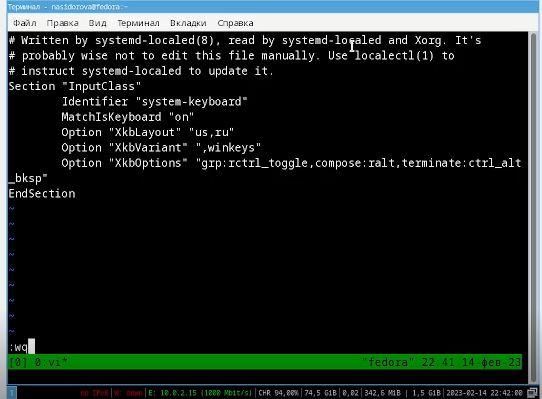 Терминал - nasidorova@fedora:~
Файл Правка Вид Терминал Вкладки Справка
# Written by systemd-localed(8), read by systemd-localed and Xorg. It's
# probably wise not to edit this file manually. Use localectl(1) to
# instruct systemd-localed to update it.
Section "InputClass"
        Identifier "system-keyboard"
        MatchIsKeyboard "on"
        Option "XkbLayout" "us,ru"
        Option "XkbVariant" ",winkeys"
        Option "XkbOptions" "grp:rctrl_toggle,compose:ralt,terminate:ctrl_alt
_bksp"
EndSection
~
~
~
~
~
~
~
~
~
:wq
[0] 0:vi* "fedora" 22:41 14-фев-23
1 no IPv6 W: down E: 10.0.2.15 (1000 Mbit/s) CHR 94,00% 74,5 GiB 0,02 342,6 MiB | 1,5 GiB 2023-02-14 22:42:00